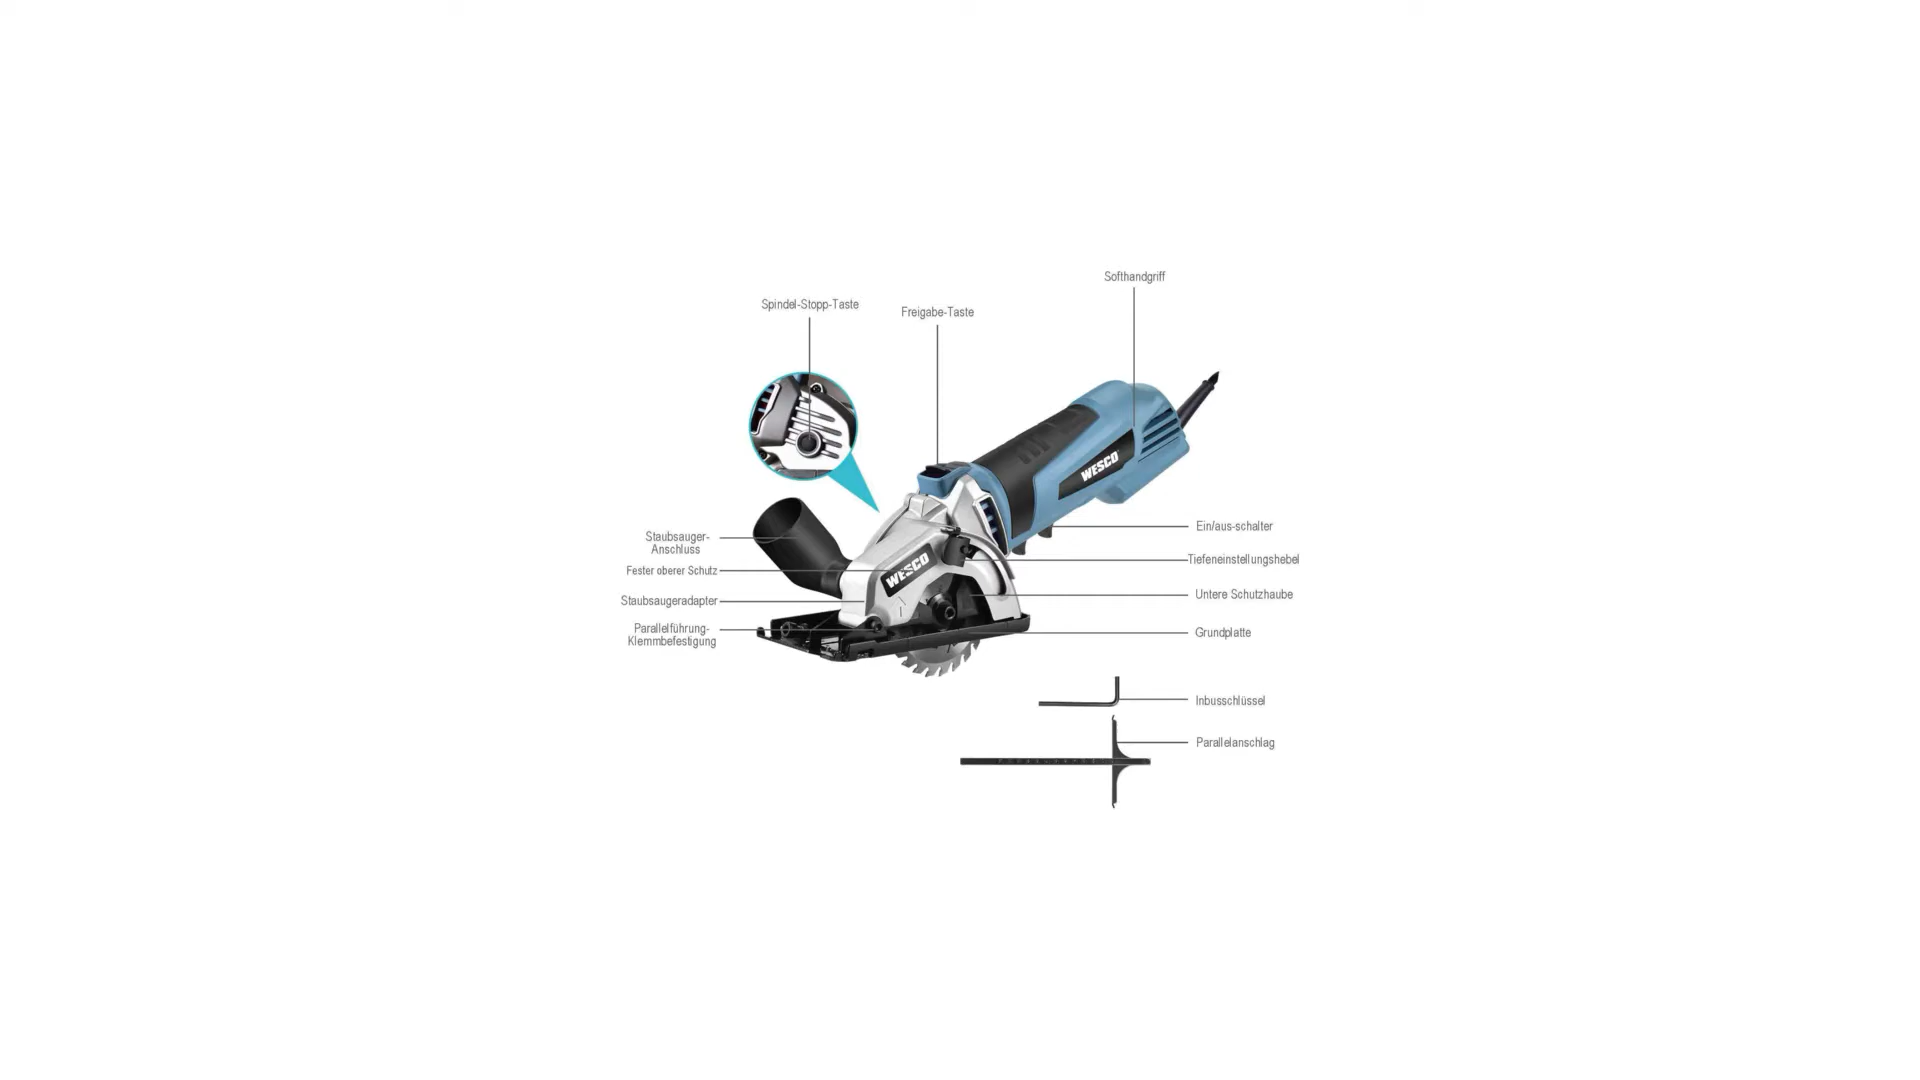 Softhandgriff
Spindel-Stopp-Taste
Freigabe-Taste
WESCO
Ein/aus-schalter
Staubsauger-
Anschluss
Tiefeneinstellungshebel
WESCO
Fester oberer Schutz
Untere Schutzhaube
Staubsaugeradapter
Parallelführung-
Klemmbefestigung
Grundplatte
Inbusschlüssel
Parallelanschlag